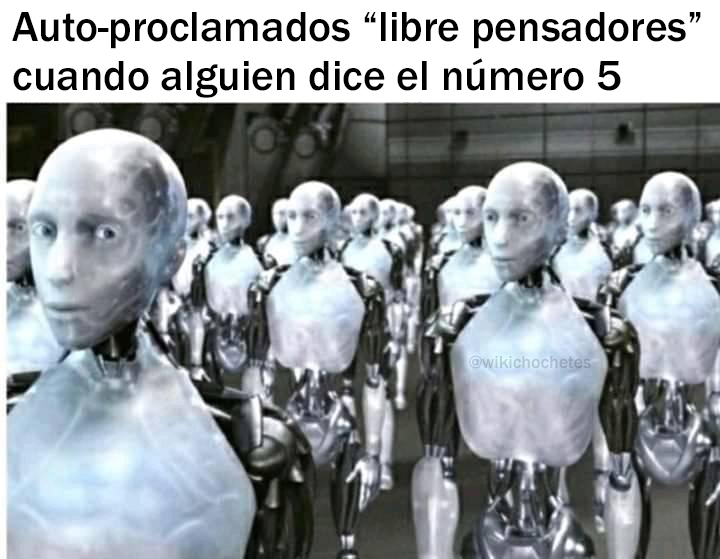 Auto-proclamados “libre pensadores”
cuando alguien dice el número 5
@wikichochetes